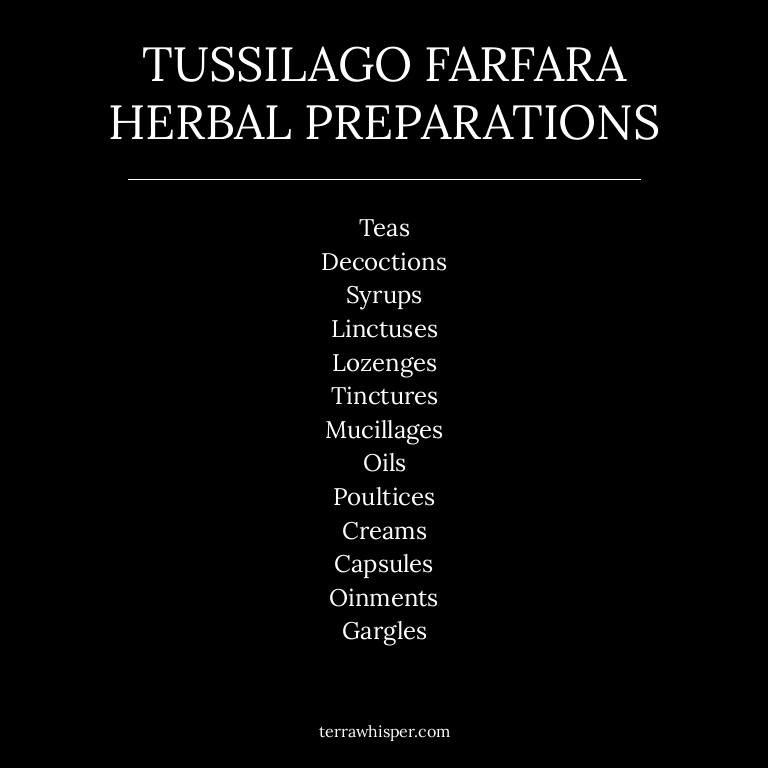 TUSSILAGO FARFARA
HERBAL PREPARATIONS
Teas
Decoctions
Syrups
Linctuses
Lozenges
Tinctures
Mucillages
Oils
Poultices
Creams
Capsules
Oinments
Gargles
terrawhisper.com